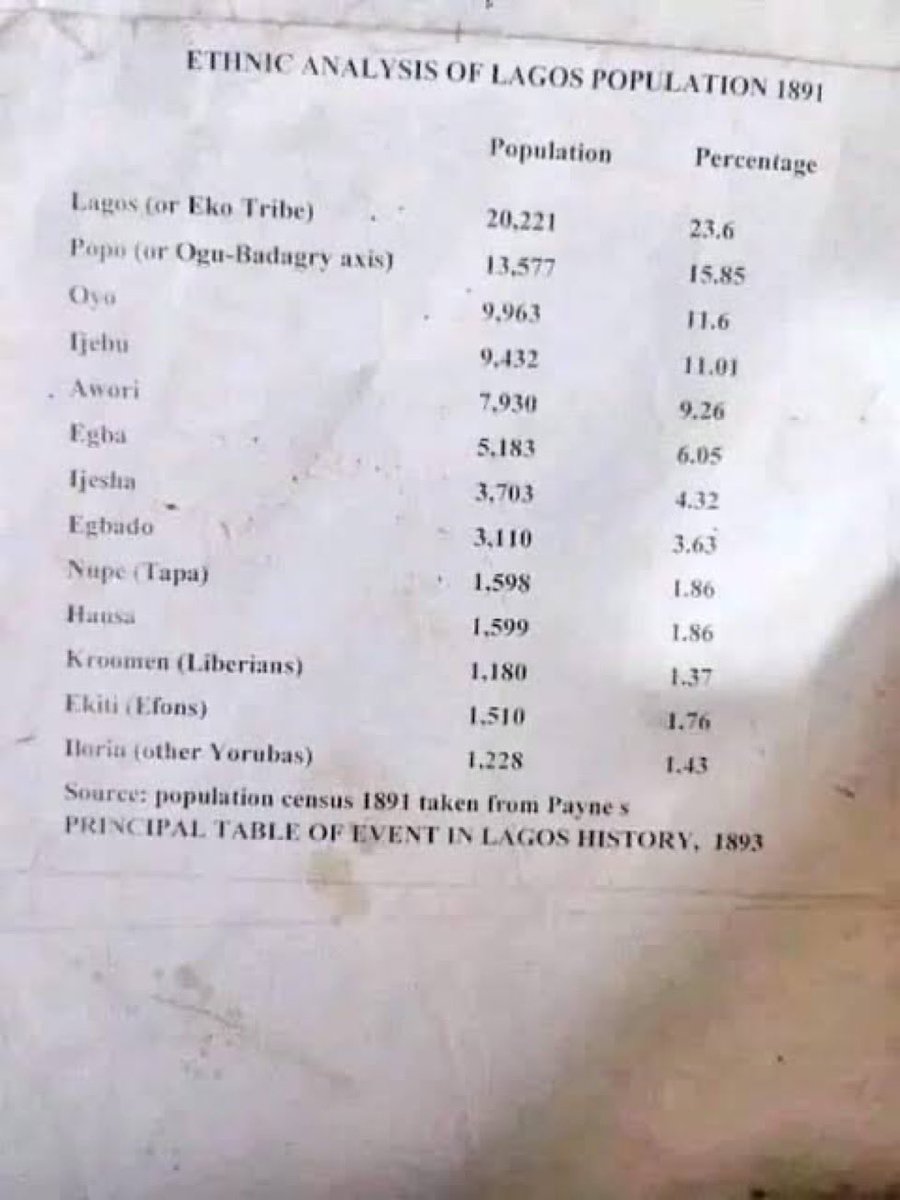 ETHNIC ANALYSIS OF LAGOS POPULATION 1891
Population Percentage
Lagos (or Eko Tribe) 20,221 23.6
Popo (or Ogu-Badagry axis) 13,577 15.85
Oyo 9,963 11.6
Ijebu 9,432 11.01
Awori 7,930 9.26
Egba 5,183 6.05
Ijesha 3,703 4.32
Egbado 3,110 3.63
Nupe (Tapa) 1,598 1.86
Hausa 1,599 1.86
Kroomen (Liberians) 1,180 1.37
Ekiti (Efons) 1,510 1.76
Iloria (other Yorubas) 1,228 1.43
Source: population census 1891 taken from Payne s
PRINCIPAL TABLE OF EVENT IN LAGOS HISTORY, 1893